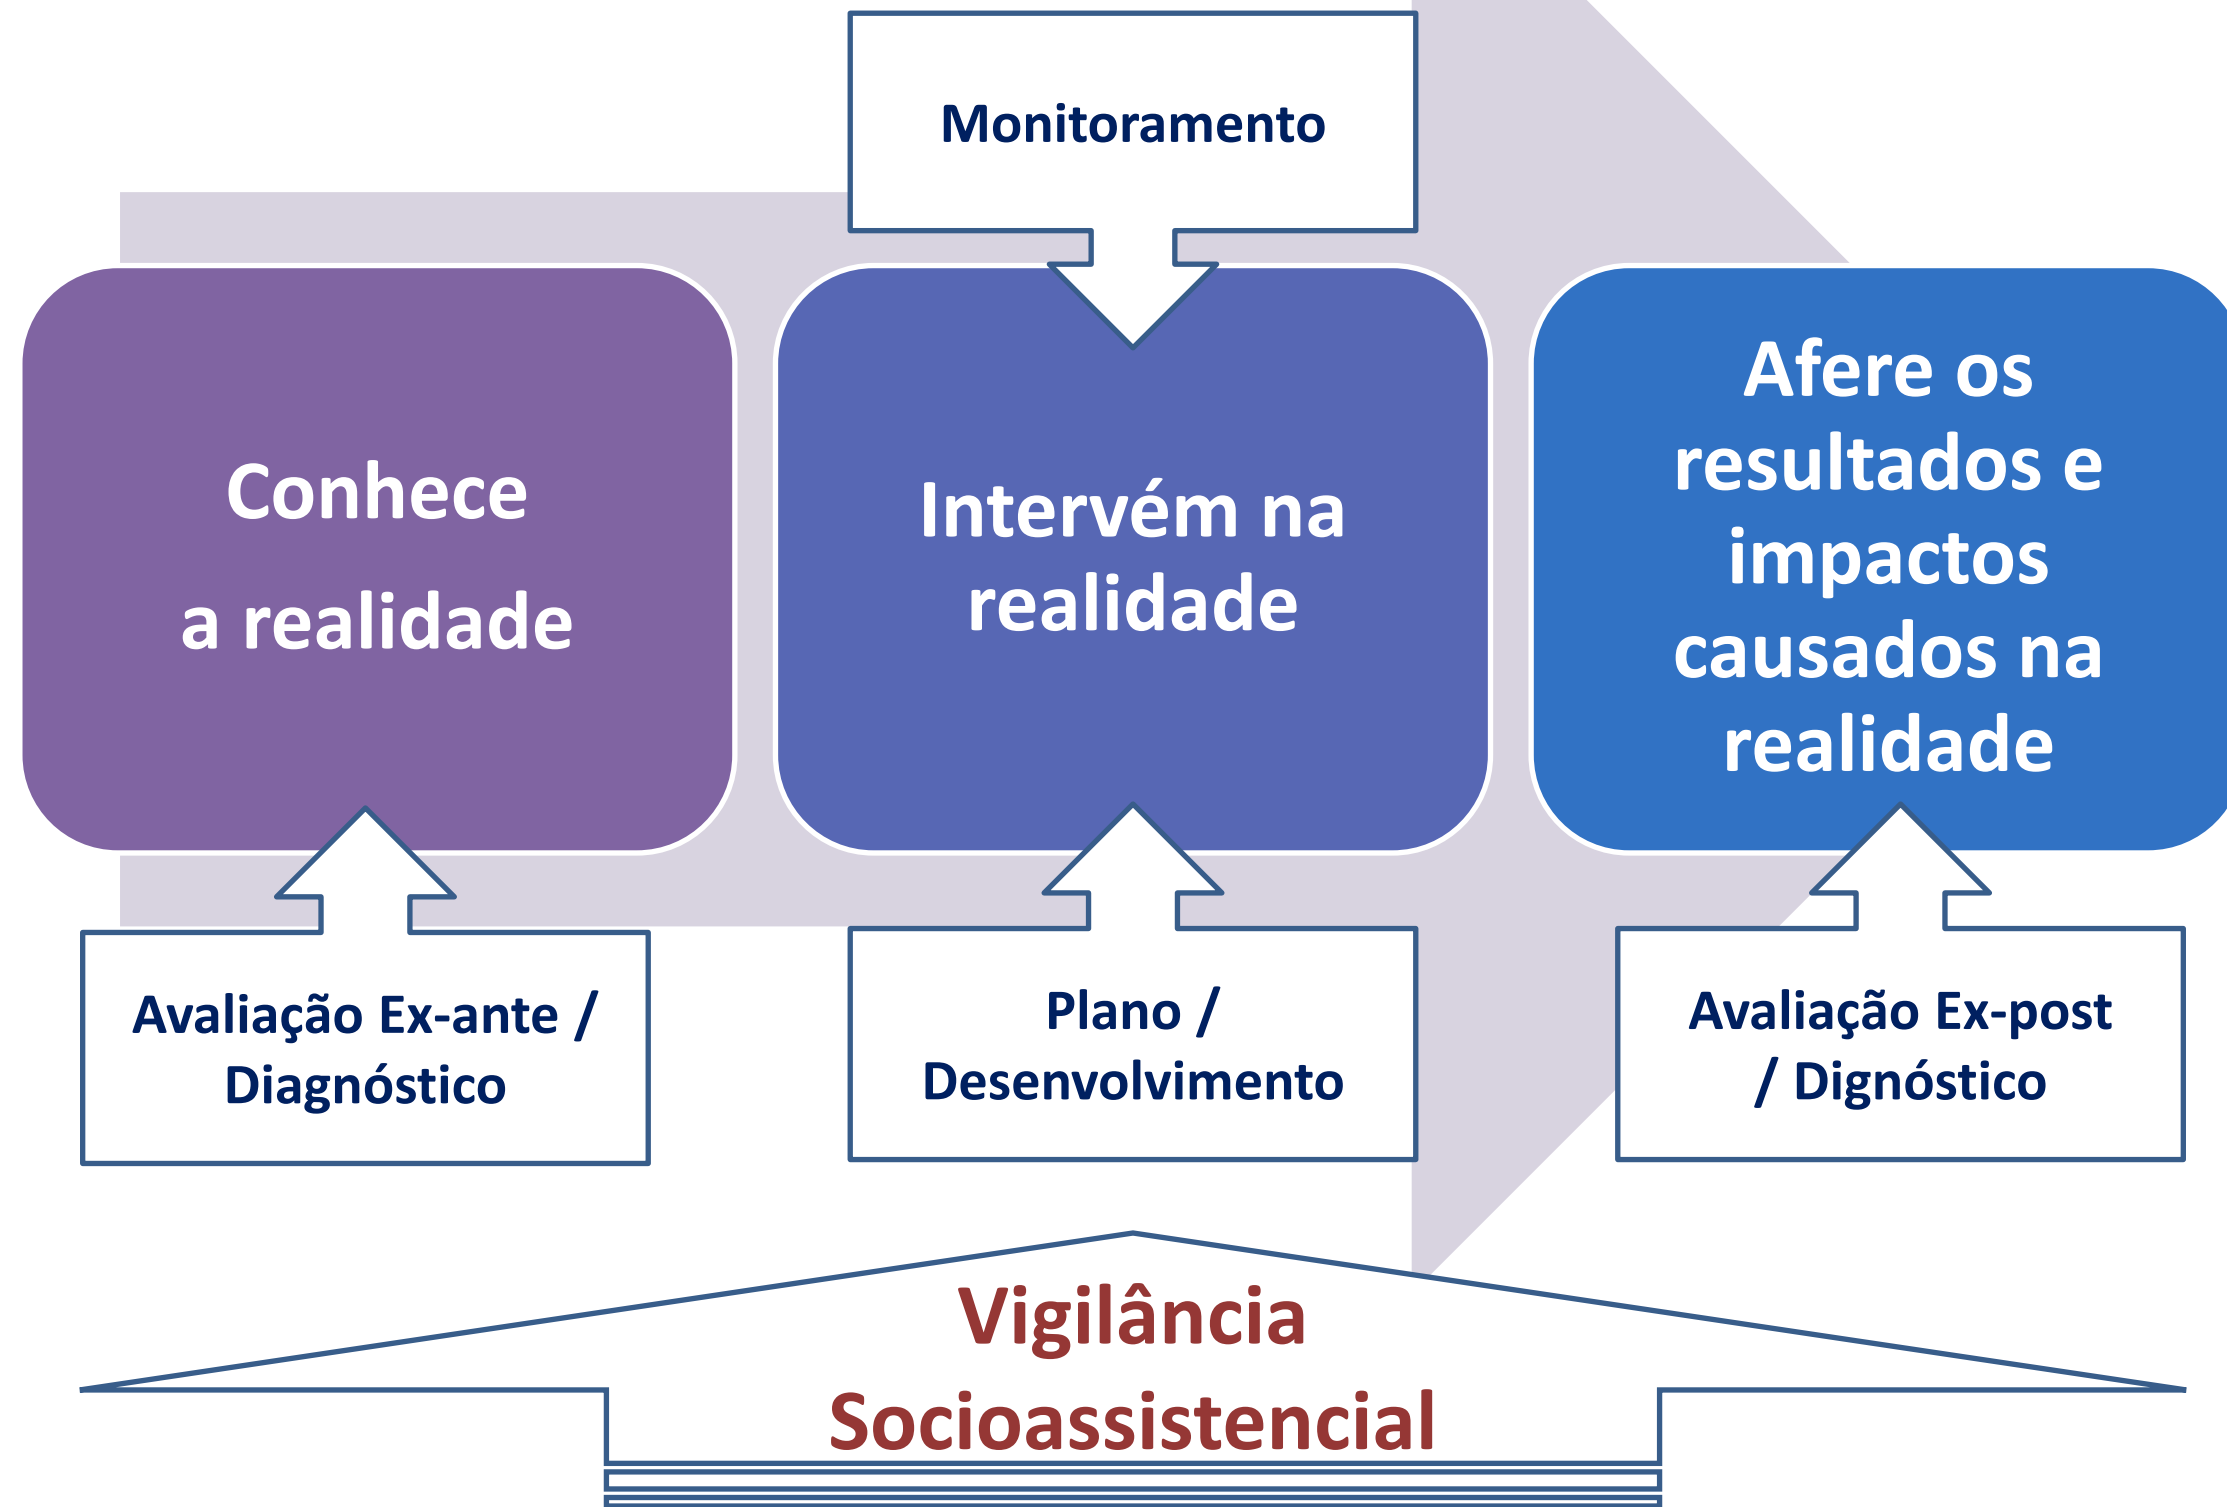 Monitoramento
Conhece
a realidade
Intervém na
realidade
Afere os
resultados e
impactos
causados na
realidade
Avaliação Ex-ante /
Diagnóstico
Plano /
Desenvolvimento
Avaliação Ex-post
/ Dignóstico
Vigilância
Socioassistencial